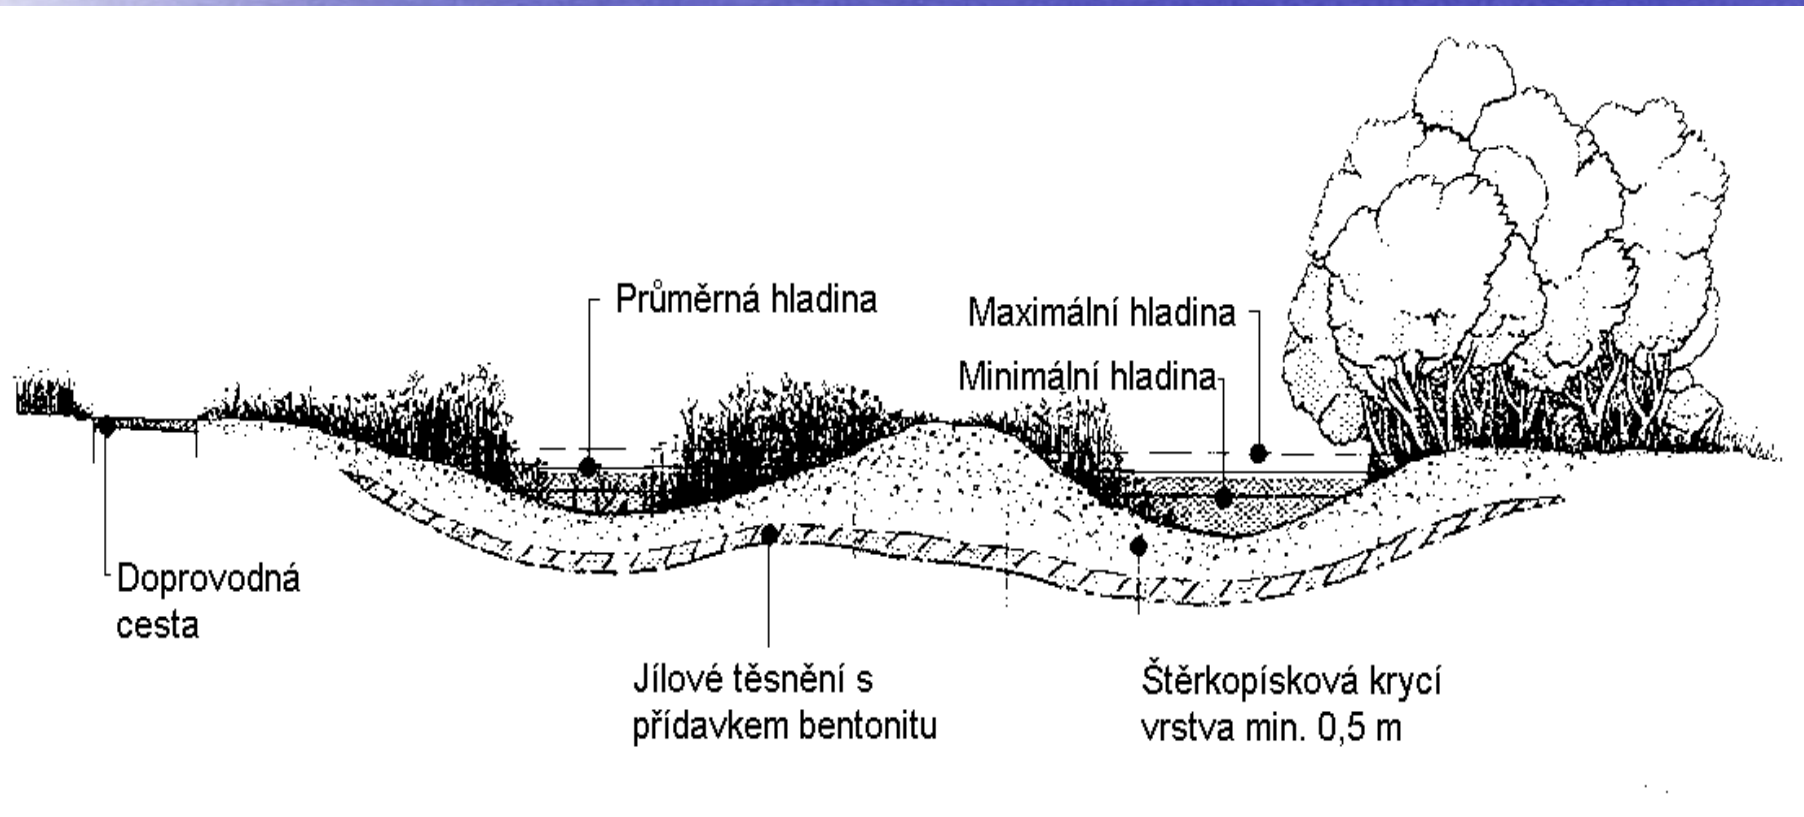 Průměrná hladina
Maximální hladina
Minimální hladina
Doprovodná
cesta
Jílové těsnění s
přídavkem bentonitu
Štěrkopísková krycí
vrstva min. 0,5 m